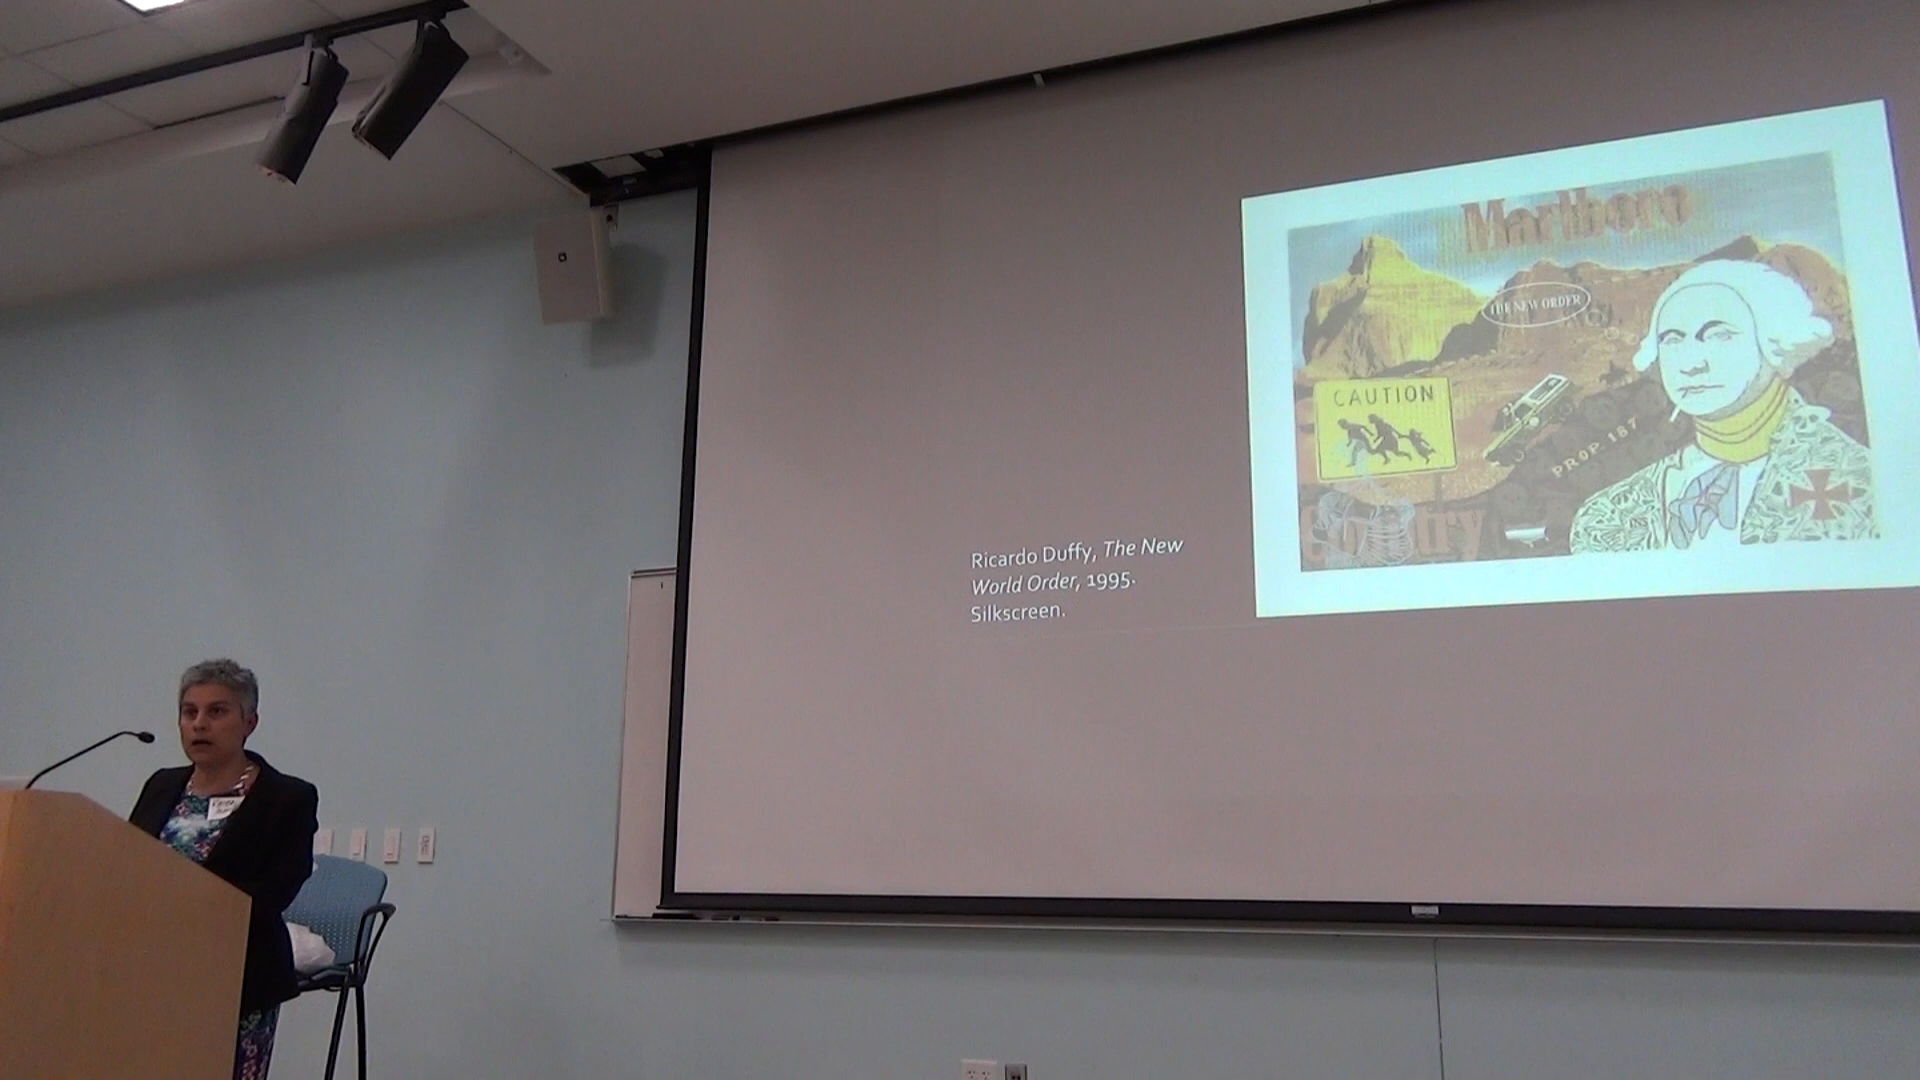 Marlboro
THE NEW ORDER
CAUTION
PROP. 187
Country
Ricardo Duffy, The New
World Order, 1995.
Silkscreen.